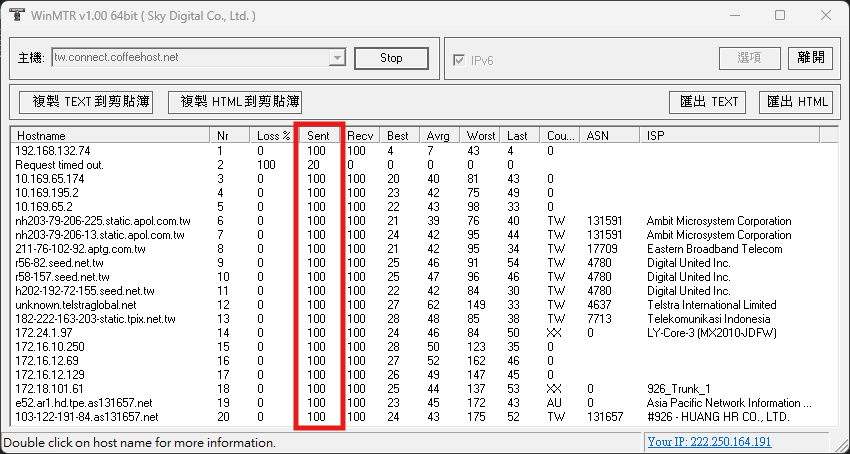 WinMTR v1.00 64bit ( Sky Digital Co., Ltd. )
主機: tw.connect.coffeehost.net Stop IPv6 選項 離開
複製 TEXT 到剪貼簿 複製 HTML 到剪貼簿 匯出 TEXT 匯出 HTML
Hostname Nr Loss % Sent Recv Best Avrg Worst Last Cou... ASN ISP
192.168.132.74 1 0 100 100 4 7 43 4 0
Request timed out. 2 100 20 0 0 0 0 0 0
10.169.65.174 3 0 100 100 20 40 81 43 0
10.169.195.2 4 0 100 100 23 42 75 49 0
10.169.65.2 5 0 100 100 22 43 98 33 0
nh203-79-206-225.static.apol.com.tw 6 0 100 100 21 39 76 40 TW 131591 Ambit Microsystem Corporation
nh203-79-206-13.static.apol.com.tw 7 0 100 100 24 42 95 44 TW 131591 Ambit Microsystem Corporation
211-76-102-92.aptg.com.tw 8 0 100 100 21 42 95 34 TW 17709 Eastern Broadband Telecom
r56-82.seed.net.tw 9 0 100 100 25 46 91 54 TW 4780 Digital United Inc.
r58-157.seed.net.tw 10 0 100 100 25 47 96 46 TW 4780 Digital United Inc.
h202-192-72-155.seed.net.tw 11 0 100 100 22 42 84 30 TW 4780 Digital United Inc.
unknown.telstraglobal.net 12 0 100 100 27 62 149 33 TW 4637 Telstra International Limited
182-222-163-203-static.tpix.net.tw 13 0 100 100 28 48 85 38 TW 7713 Telekomunikasi Indonesia
172.24.1.97 14 0 100 100 24 46 84 50 XX 0 LY-Core-3 (MX2010-JDFW)
172.16.10.250 15 0 100 100 28 50 123 35 0
172.16.12.69 16 0 100 100 27 52 162 46 0
172.16.12.129 17 0 100 100 26 49 147 45 0
172.18.101.61 18 0 100 100 25 44 137 53 XX 0 926_Trunk_1
e52.ar1.hd.tpe.as131657.net 19 0 100 100 23 45 172 43 AU 0 Asia Pacific Network Information ...
103-122-191-84.as131657.net 20 0 100 100 24 43 175 52 TW 131657 #926 - HUANG HR CO., LTD.
Double click on host name for more information. Your IP: 222.250.164.191